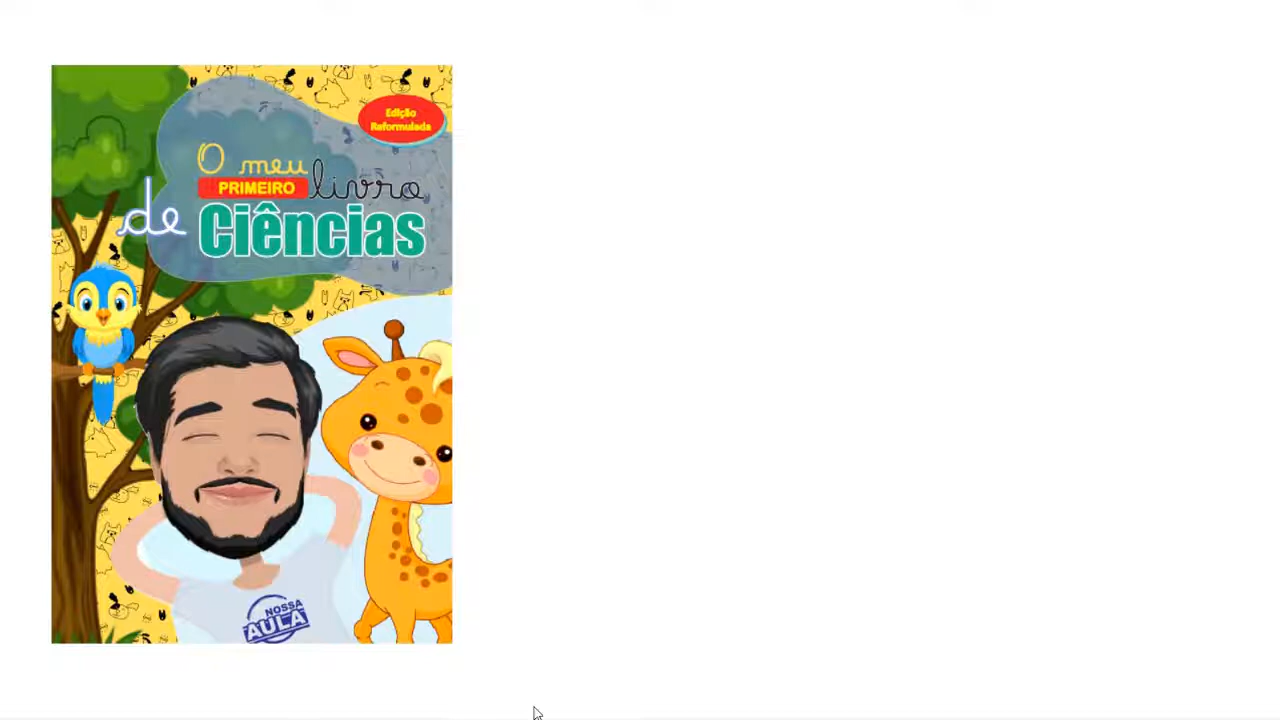 Edição
Reformulada
O meu
PRIMEIRO livro
de Ciências
NOSSA
AULA